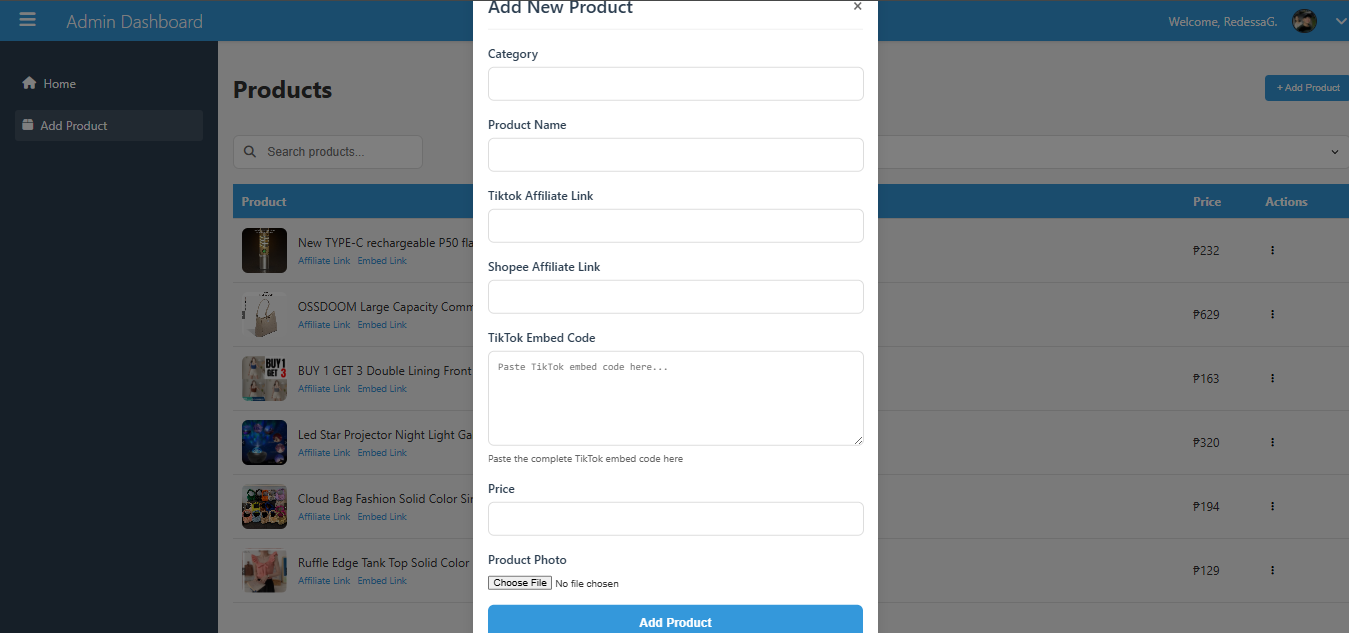 Admin Dashboard
Welcome, RedessaG.
Home
Add Product
Products
+ Add Product
Search products...
Product
Price
Actions
New TYPE-C rechargeable P50 fla
Affiliate Link Embed Link
₱232
OSSDOOM Large Capacity Comm
Affiliate Link Embed Link
₱629
BUY 1
GET 3
BUY 1 GET 3 Double Lining Front
Affiliate Link Embed Link
₱163
Led Star Projector Night Light Ga
Affiliate Link Embed Link
₱320
Cloud Bag Fashion Solid Color Sin
Affiliate Link Embed Link
₱194
Ruffle Edge Tank Top Solid Color
Affiliate Link Embed Link
₱129
Add New Product
×
Category
Product Name
Tiktok Affiliate Link
Shopee Affiliate Link
TikTok Embed Code
Paste TikTok embed code here...
Paste the complete TikTok embed code here
Price
Product Photo
Choose File No file chosen
Add Product